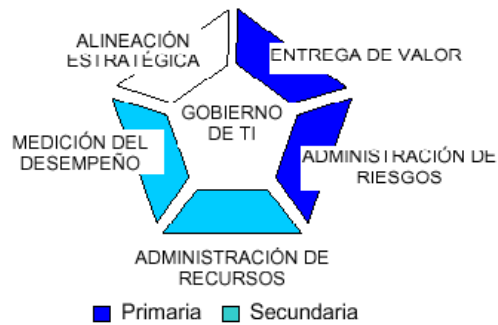 ALINEACIÓN
ESTRATÉGICA
ENTREGA DE VALOR
GOBIERNO
DE TI
MEDICIÓN DEL
DESEMPEÑO
ADMINISTRACIÓN DE
RIESGOS
ADMINISTRACIÓN DE
RECURSOS
Primaria
Secundaria